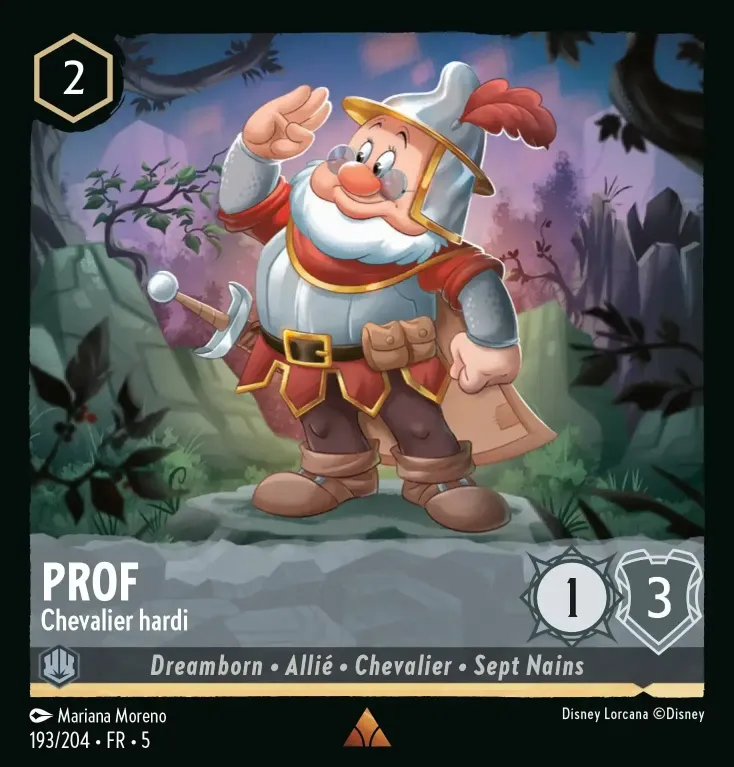 2
PROF
Chevalier hardi
1
3
Dreamborn • Allié • Chevalier • Sept Nains
Mariana Moreno
Disney Lorcana ©Disney
193/204 • FR • 5